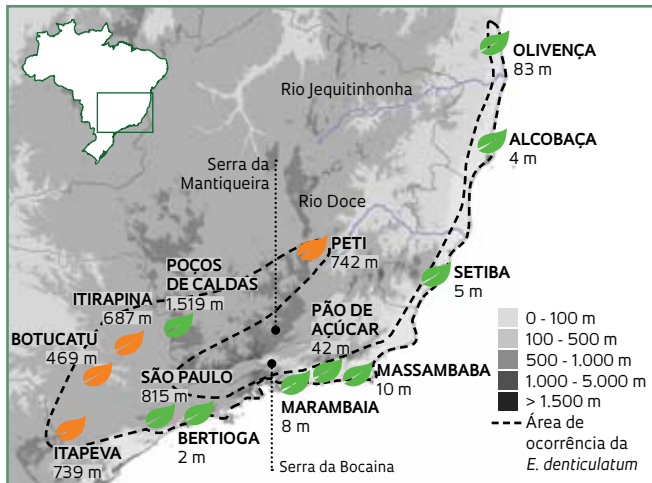 OLIVENÇA
83 m
Rio Jequitinhonha
ALCOBAÇA
4 m
Serra da
Mantiqueira
Rio Doce
PETI
742 m
POÇOS
DE CALDAS
1.519 m
SETIBA
5 m
ITIRAPINA
687 m
PÃO DE
AÇÚCAR
42 m
BOTUCATU
469 m
SÃO PAULO
815 m
MASSAMBABA
10 m
MARAMBAIA
8 m
BERTIOGA
2 m
ITAPEVA
739 m
Serra da Bocaina
0 - 100 m
100 - 500 m
500 - 1.000 m
1.000 - 5.000 m
> 1.500 m
Área de
ocorrência da
E. denticulatum